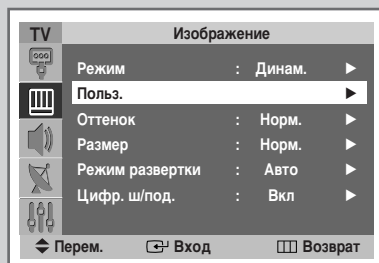 TV Изображение
Режим : Динам.
Польз.
Оттенок : Норм.
Размер : Норм.
Режим развертки : Авто
Цифр. ш/под. : Вкл
Перем. Вход Возврат